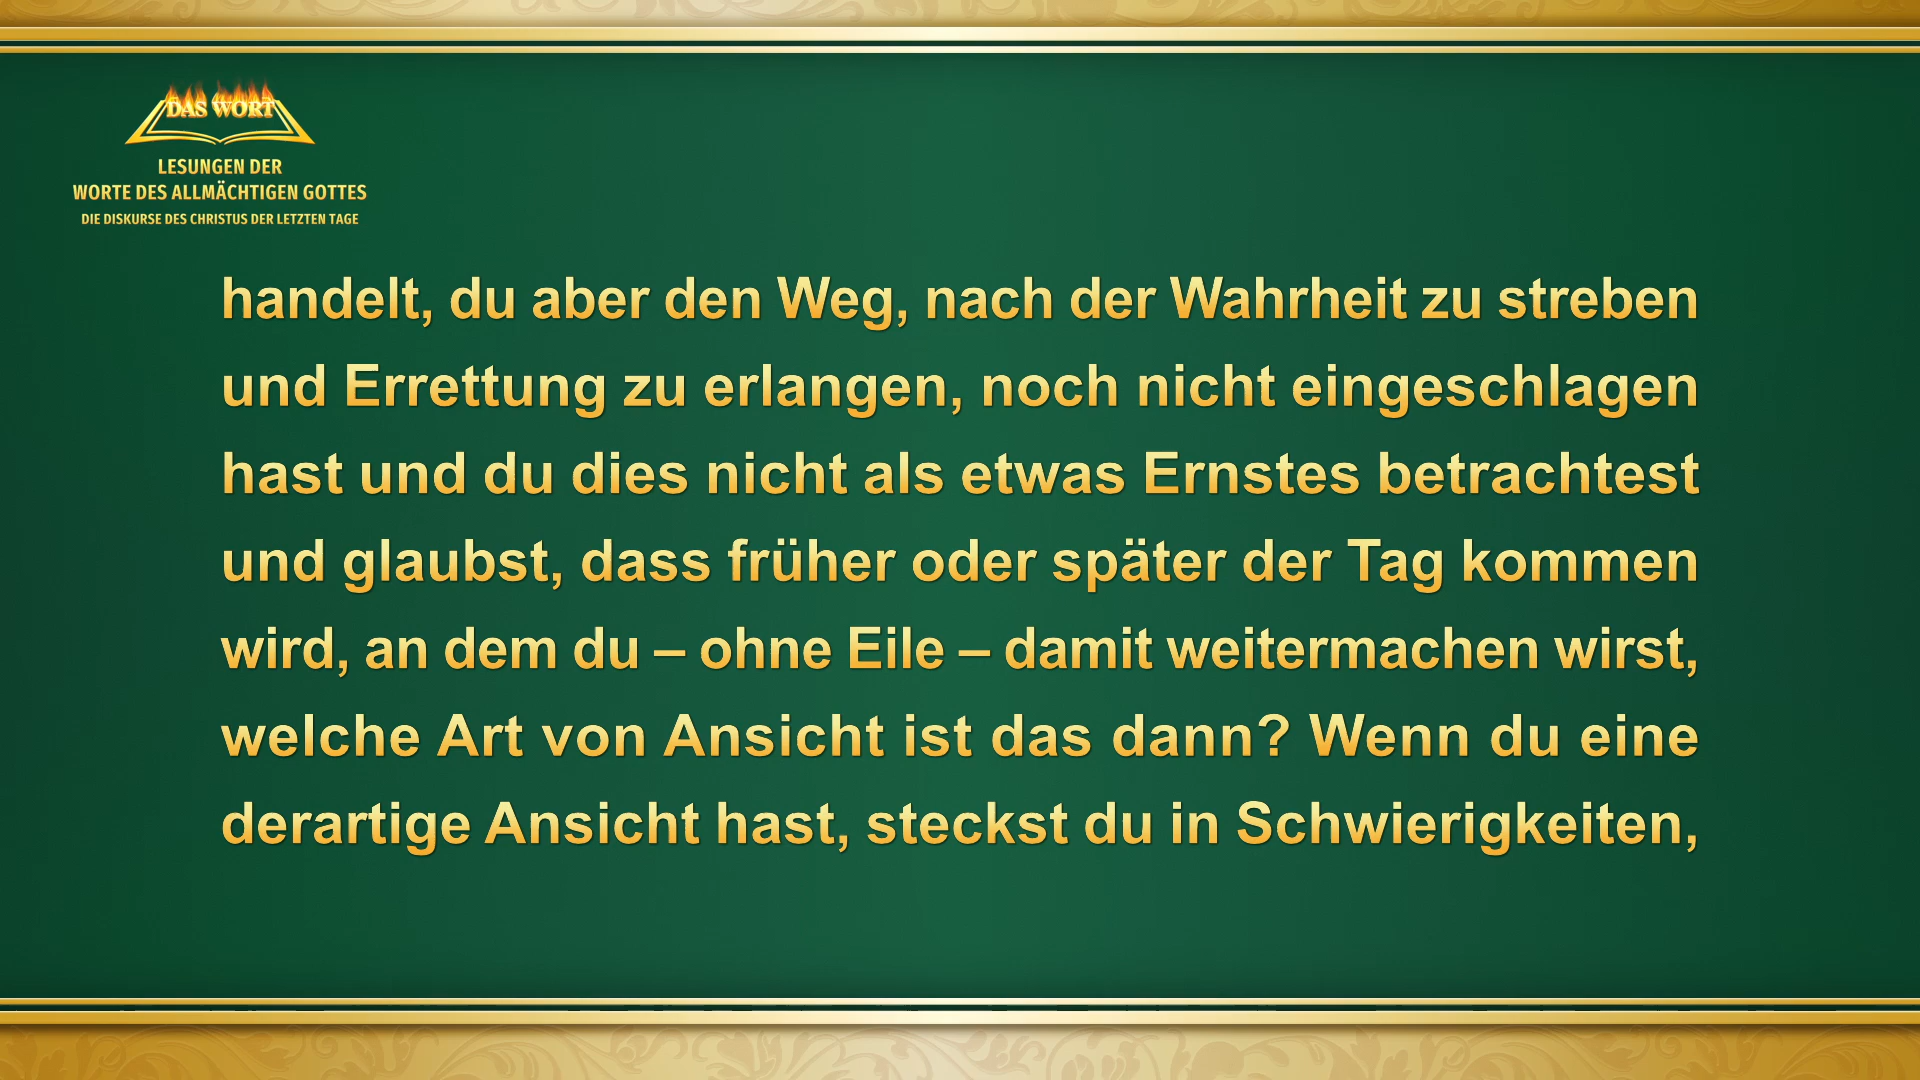 DAS WORT
LESUNGEN DER
WORTE DES ALLMÄCHTIGEN GOTTES
DIE DISKURSE DES CHRISTUS DER LETZTEN TAGE
handelt, du aber den Weg, nach der Wahrheit zu streben
und Errettung zu erlangen, noch nicht eingeschlagen
hast und du dies nicht als etwas Ernstes betrachtest
und glaubst, dass früher oder später der Tag kommen
wird, an dem du – ohne Eile – damit weitermachen wirst,
welche Art von Ansicht ist das dann? Wenn du eine
derartige Ansicht hast, steckst du in Schwierigkeiten,